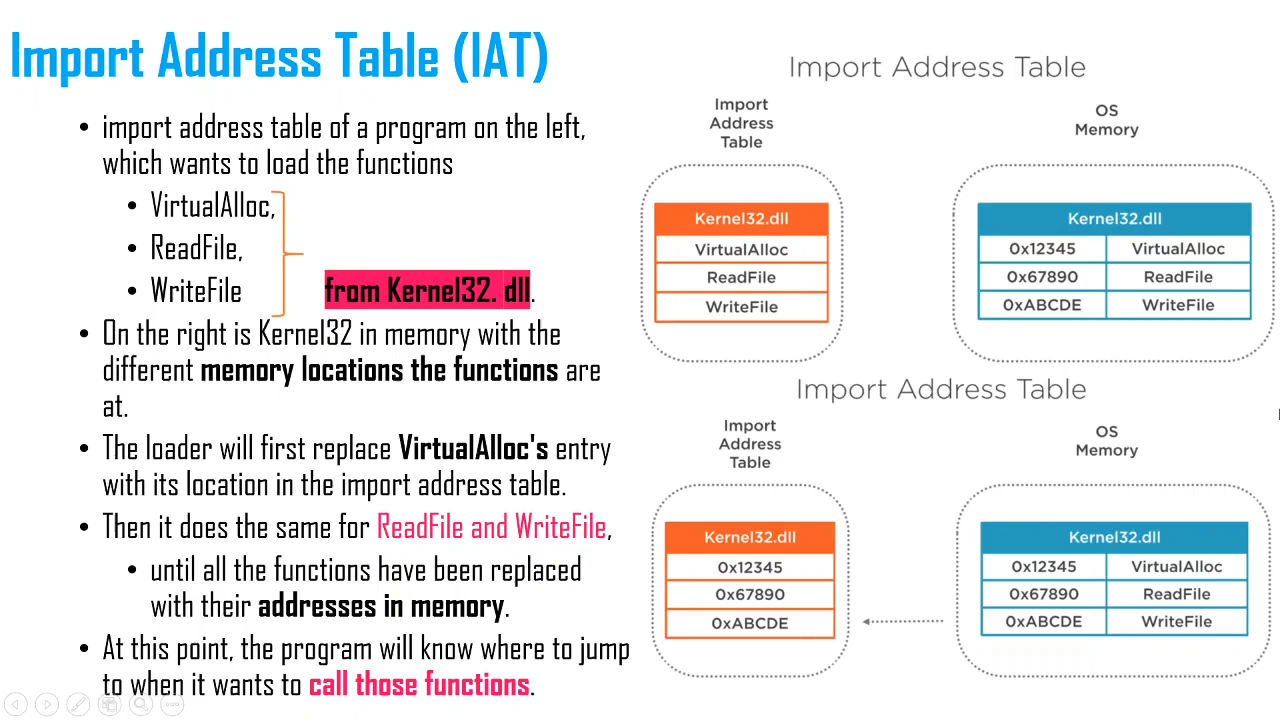 Import Address Table (IAT)
• import address table of a program on the left,
which wants to load the functions
• VirtualAlloc,
• ReadFile,
• WriteFile from Kernel32. dll.
• On the right is Kernel32 in memory with the
different memory locations the functions are
at.
• The loader will first replace VirtualAlloc's entry
with its location in the import address table.
• Then it does the same for ReadFile and WriteFile,
• until all the functions have been replaced
with their addresses in memory.
• At this point, the program will know where to jump
to when it wants to call those functions.
Import Address Table
Import
Address
Table
Kernel32.dll
VirtualAlloc
ReadFile
WriteFile
OS
Memory
Kernel32.dll
0x12345 VirtualAlloc
0x67890 ReadFile
0xABCDE WriteFile
Import Address Table
Import
Address
Table
Kernel32.dll
0x12345
0x67890
0xABCDE
OS
Memory
Kernel32.dll
0x12345 VirtualAlloc
0x67890 ReadFile
0xABCDE WriteFile